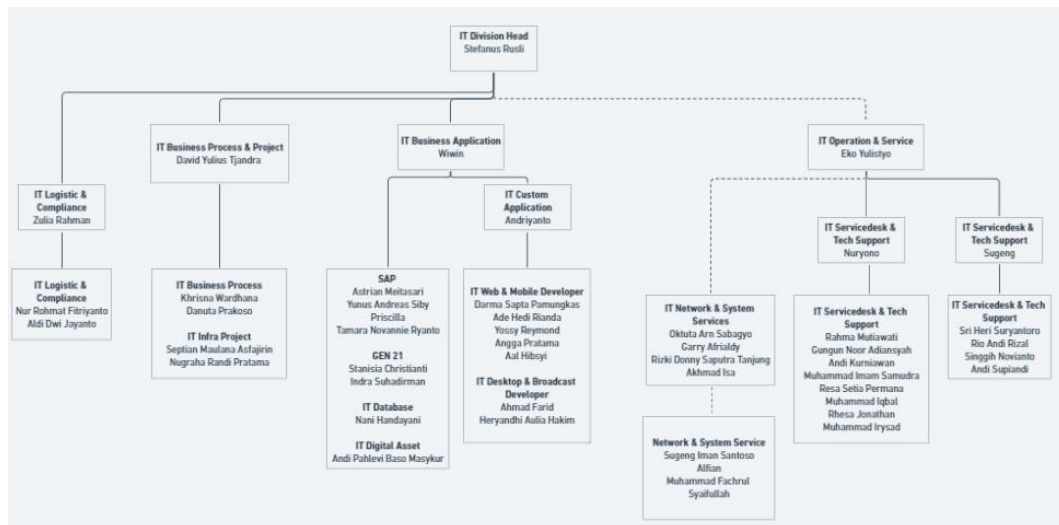 IT Division Head
Stefanus Rusli
IT Business Process & Project
David Yulius Tjandra
IT Business Application
Wiwin
IT Operation & Service
Eko Yulistyo
IT Logistic &
Compliance
Zulia Rahman
IT Custom
Application
Andriyanto
IT Servicedesk &
Tech Support
Nuryono
IT Servicedesk &
Tech Support
Sugeng
IT Logistic &
Compliance
Nur Rohmat Fitriyanto
Aldi Dwi Jayanto
IT Business Process
Khrisna Wardhana
Danuta Prakoso
IT Infra Project
Septian Maulana Asfajirin
Nugraha Randi Pratama
SAP
Astrian Meitasari
Yunus Andreas Siby
Priscilla
Tamara Novannie Ryanto
GEN 21
Stanisia Christianti
Indra Suhadirman
IT Database
Nani Handayani
IT Digital Asset
Andi Pahlevi Baso Masykur
IT Web & Mobile Developer
Darma Sapta Pamungkas
Ade Hedi Rianda
Yossy Reymond
Angga Pratama
Aal Hibsyi
IT Desktop & Broadcast
Developer
Ahmad Farid
Heryandhi Aulia Hakim
IT Network & System
Services
Oktuta Arn Sabagyo
Garry Afrialdy
Rizki Donny Saputra Tanjung
Akhmad Isa
IT Servicedesk & Tech
Support
Rahma Mutiawati
Gungun Noor Adiansyah
Andi Kurniawan
Muhammad Imam Samudra
Resa Setia Permana
Muhammad Iqbal
Rhesa Jonathan
Muhammad Irysad
IT Servicedesk & Tech
Support
Sri Heri Suryantoro
Rio Andi Rizal
Singgih Novianto
Andi Supiandi
Network & System Service
Sugeng Iman Santoso
Alfian
Muhammad Fachrul
Syaifullah